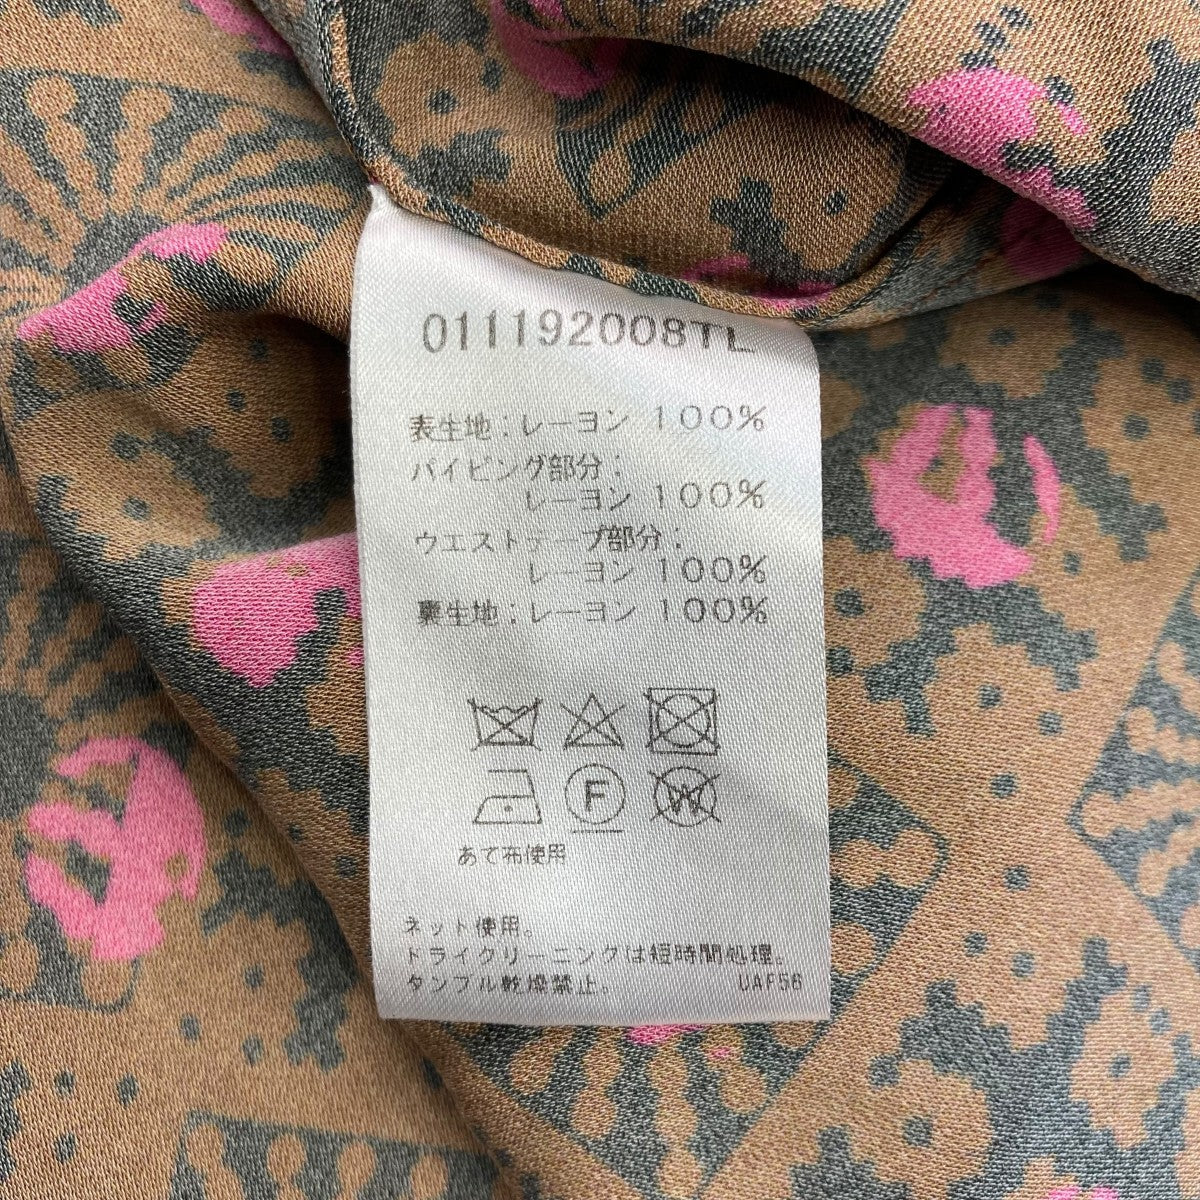 011192008TL
表生地：レーヨン 100%
パイピング部分：
レーヨン 100%
ウエストテープ部分：
レーヨン 100%
裏生地：レーヨン 100%
F
W
あて布使用
ネット使用。
ドライクリーニングは短時間処理。
タンブル乾燥禁止。 UAF56